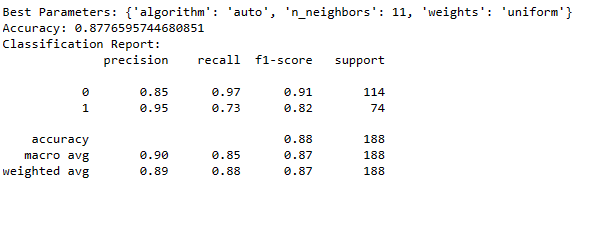 Best Parameters: {'algorithm': 'auto', 'n_neighbors': 11, 'weights': 'uniform'}
Accuracy: 0.8776595744680851
Classification Report:
              precision    recall  f1-score   support

           0       0.85      0.97      0.91       114
           1       0.95      0.73      0.82        74

    accuracy                           0.88       188
   macro avg       0.90      0.85      0.87       188
weighted avg       0.89      0.88      0.87       188